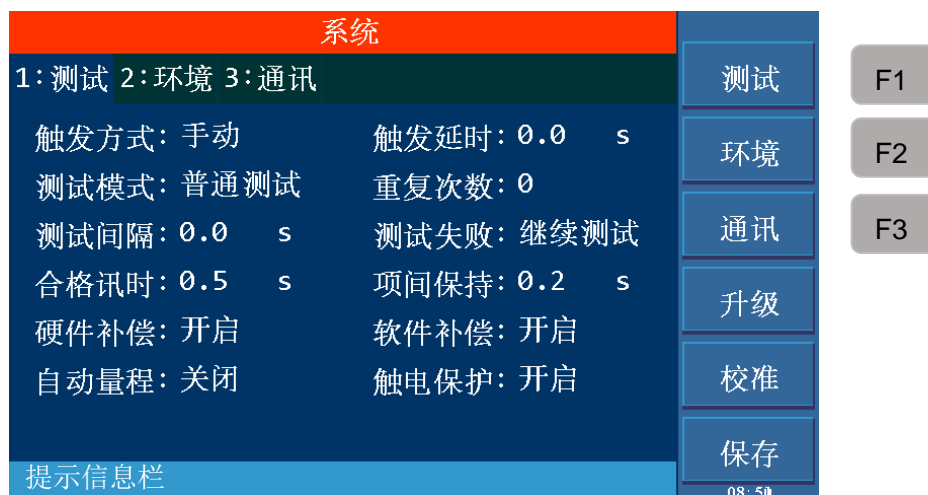 系统
1:测试 2:环境 3:通讯
触发方式:手动 触发延时:0.0 s
测试模式:普通测试 重复次数:0
测试间隔:0.0 s 测试失败:继续测试
合格讯时:0.5 s 项间保持:0.2 s
硬件补偿:开启 软件补偿:开启
自动量程:关闭 触电保护:开启
提示信息栏
测试
环境
通讯
升级
校准
保存
F1
F2
F3